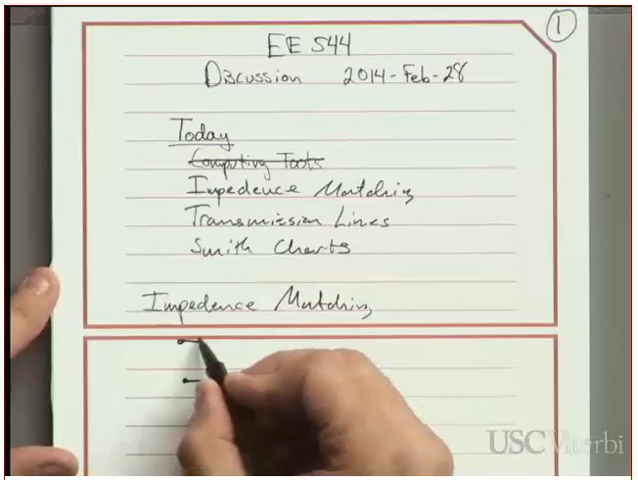 1
EE 544
Discussion 2014-Feb-28
Today
Computing Tools
Impedence Matching
Transmission Lines
Smith Charts
Impedence Matching
USC Viterbi